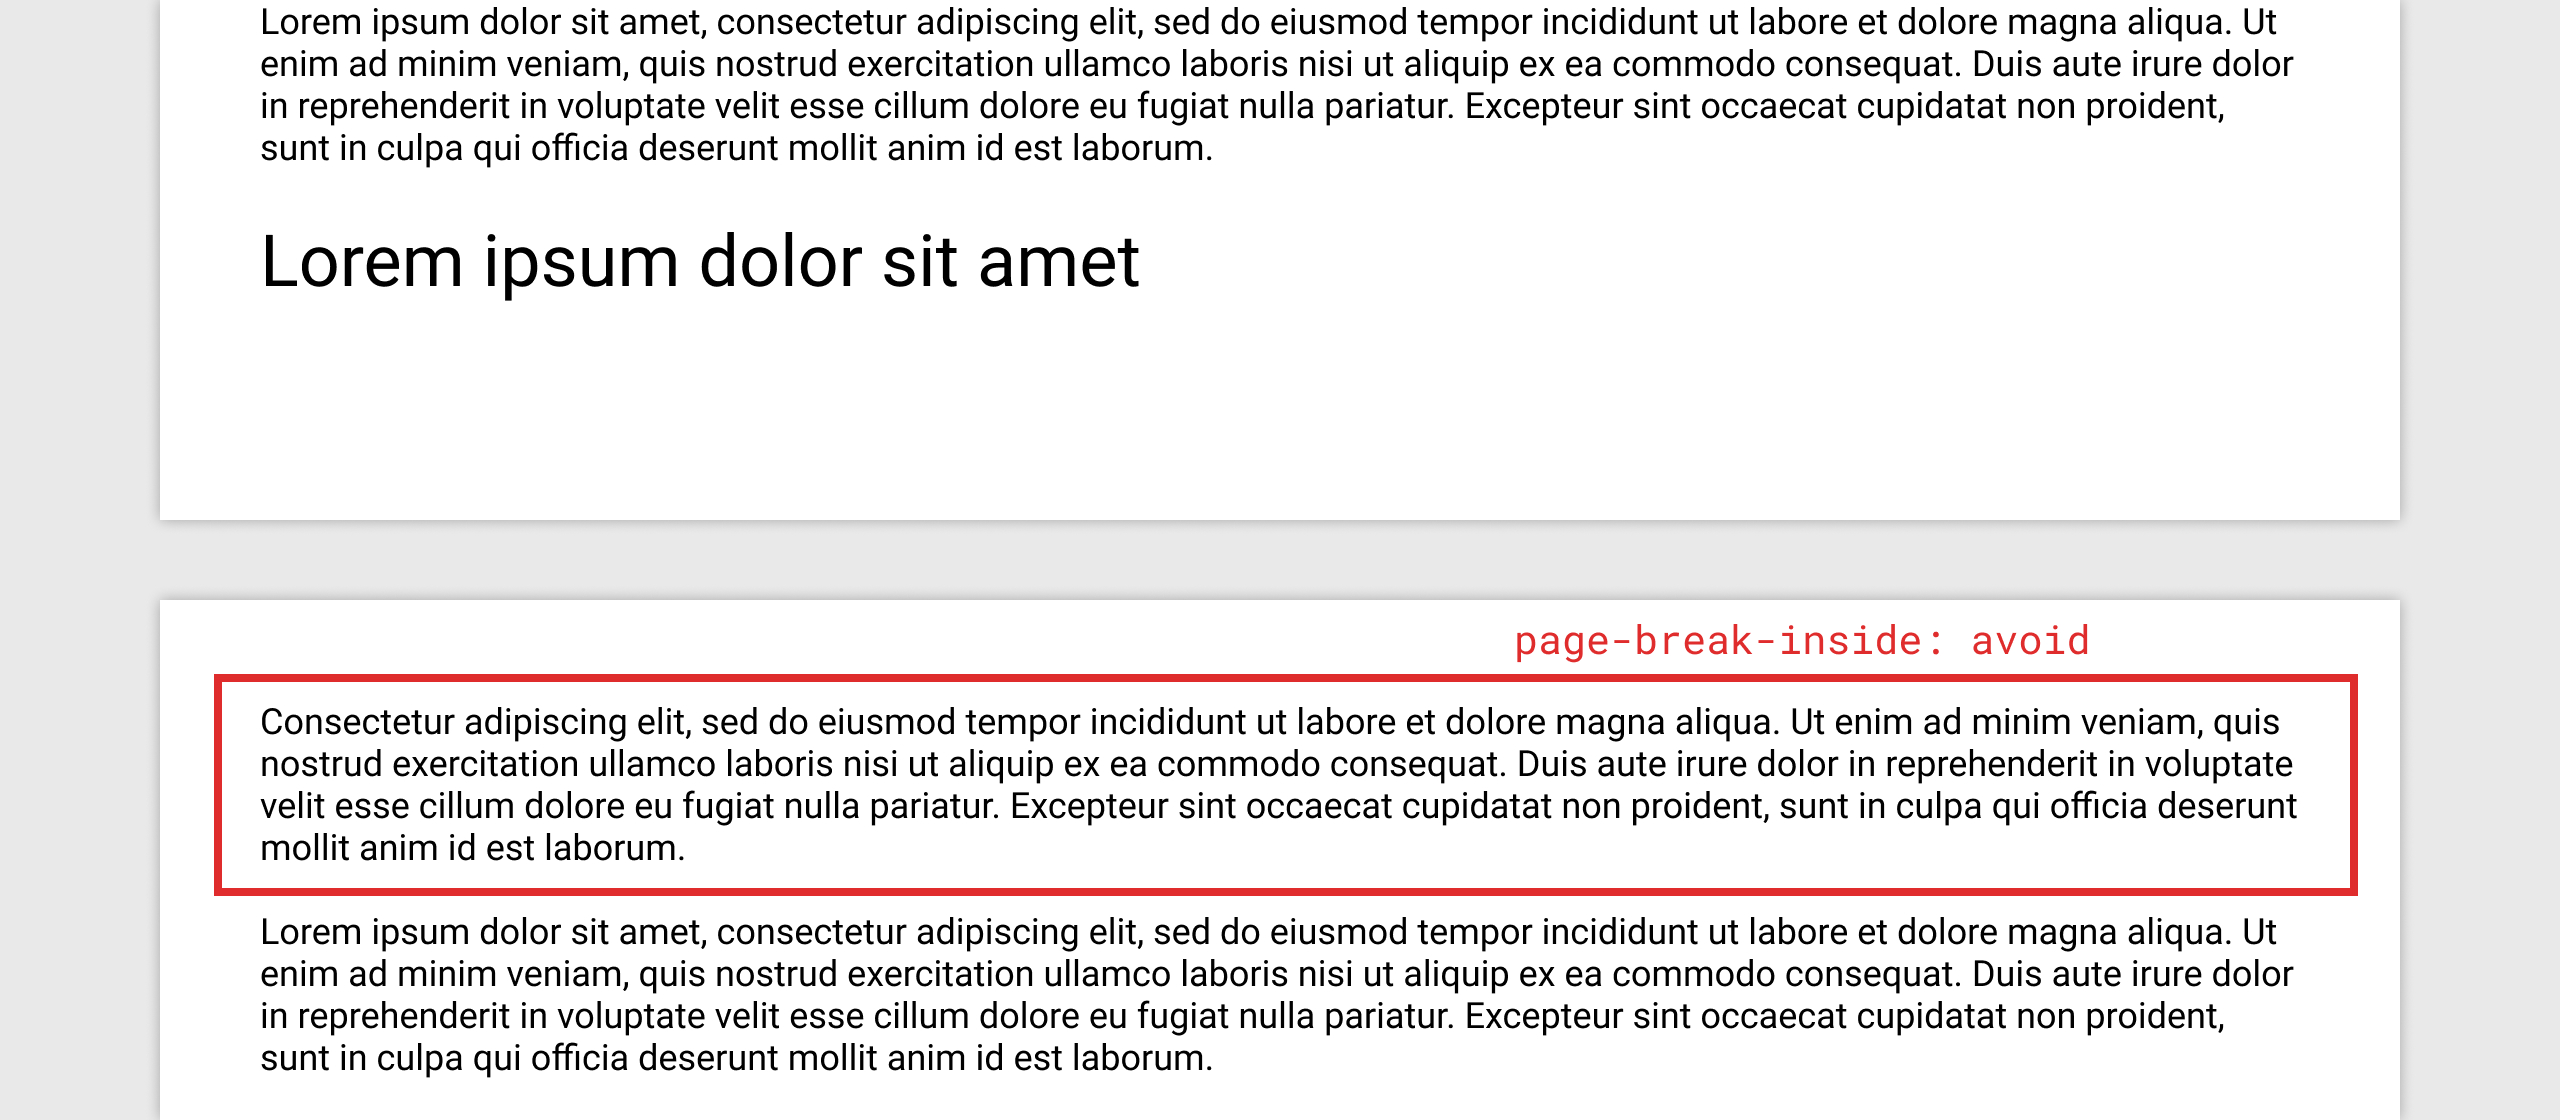 Lorem ipsum dolor sit amet, consectetur adipiscing elit, sed do eiusmod tempor incididunt ut labore et dolore magna aliqua. Ut
enim ad minim veniam, quis nostrud exercitation ullamco laboris nisi ut aliquip ex ea commodo consequat. Duis aute irure dolor
in reprehenderit in voluptate velit esse cillum dolore eu fugiat nulla pariatur. Excepteur sint occaecat cupidatat non proident,
sunt in culpa qui officia deserunt mollit anim id est laborum.
Lorem ipsum dolor sit amet
page-break-inside: avoid
Consectetur adipiscing elit, sed do eiusmod tempor incididunt ut labore et dolore magna aliqua. Ut enim ad minim veniam, quis
nostrud exercitation ullamco laboris nisi ut aliquip ex ea commodo consequat. Duis aute irure dolor in reprehenderit in voluptate
velit esse cillum dolore eu fugiat nulla pariatur. Excepteur sint occaecat cupidatat non proident, sunt in culpa qui officia deserunt
mollit anim id est laborum.
Lorem ipsum dolor sit amet, consectetur adipiscing elit, sed do eiusmod tempor incididunt ut labore et dolore magna aliqua. Ut
enim ad minim veniam, quis nostrud exercitation ullamco laboris nisi ut aliquip ex ea commodo consequat. Duis aute irure dolor
in reprehenderit in voluptate velit esse cillum dolore eu fugiat nulla pariatur. Excepteur sint occaecat cupidatat non proident,
sunt in culpa qui officia deserunt mollit anim id est laborum.